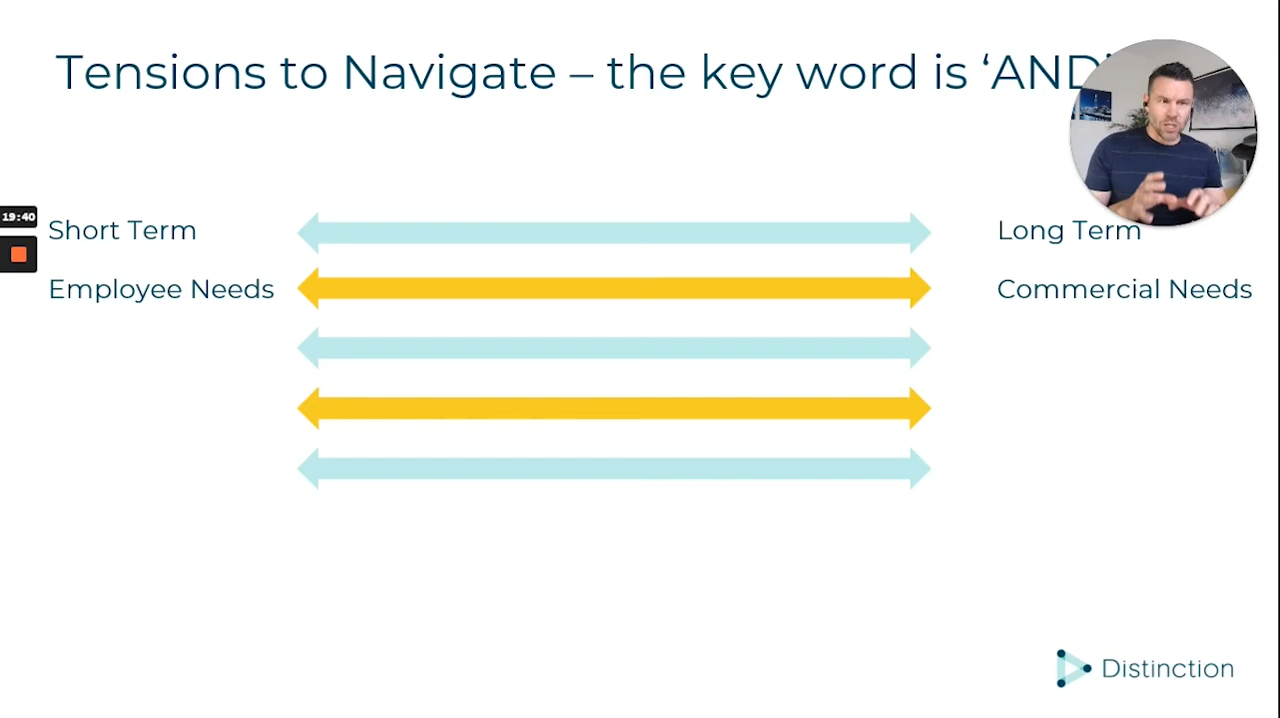 Tensions to Navigate – the key word is ‘AND’
19:40
Short Term
Long Term
Employee Needs
Commercial Needs
Distinction